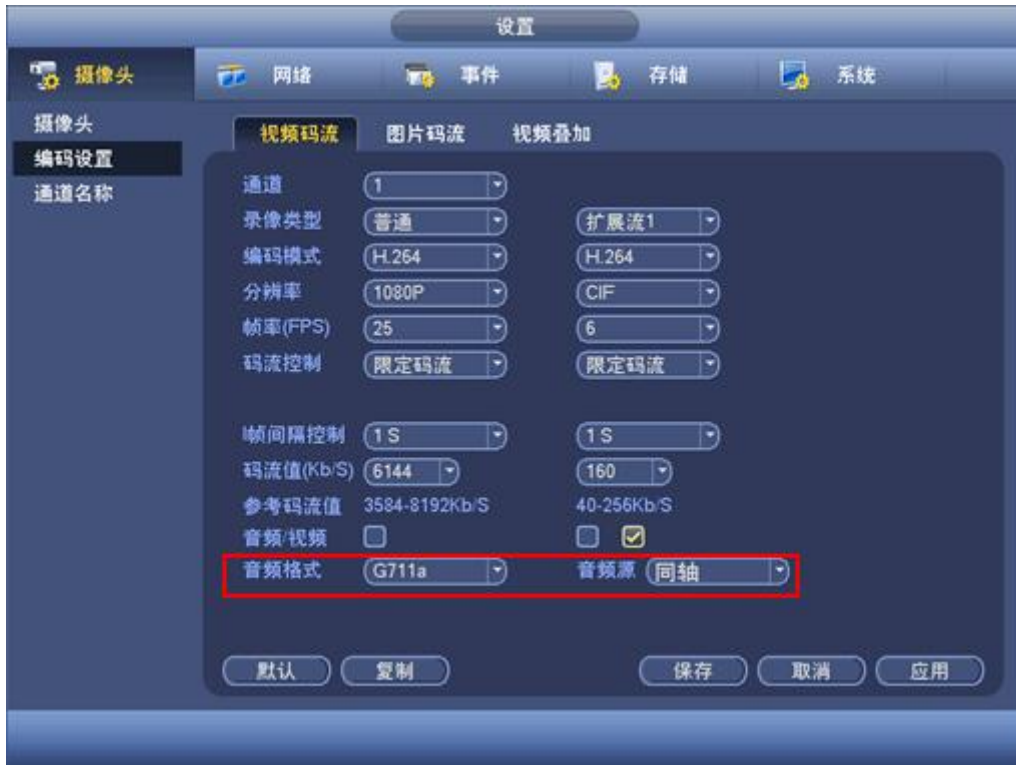 设置
摄像头 网络 事件 存储 系统
摄像头
编码设置
通道名称
视频码流 图片码流 视频叠加
通道 1
录像类型 普通 扩展流1
编码模式 H.264 H.264
分辨率 1080P CIF
帧率(FPS) 25 6
码流控制 限定码流 限定码流
I帧间隔控制 1 S 1 S
码流值(Kb/S) 6144 160
参考码流值 3584-8192Kb/S 40-256Kb/S
音频/视频
音频格式 G711a 音频源 同轴
默认 复制 保存 取消 应用